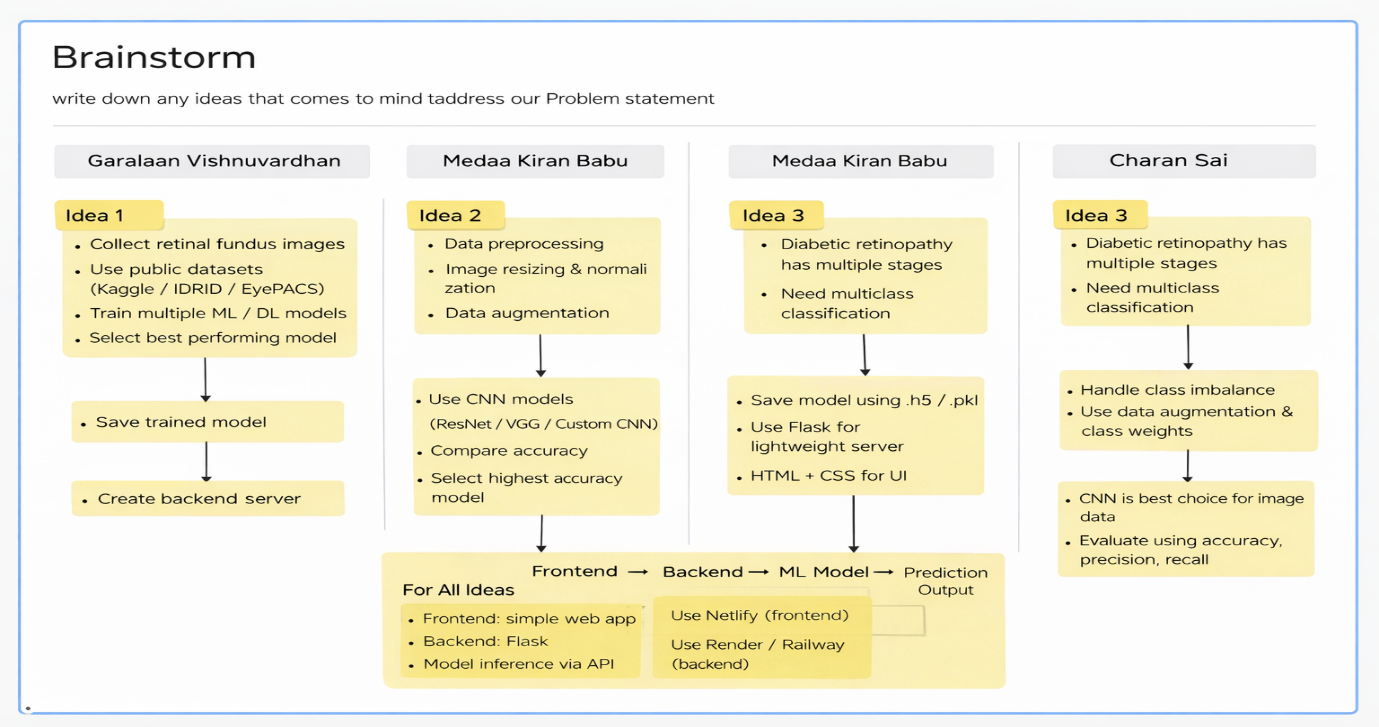 Brainstorm
write down any ideas that comes to mind taddress our Problem statement
Garalaan Vishnuvardhan
Idea 1
• Collect retinal fundus images
• Use public datasets
(Kaggle / IDRID / EyePACS)
• Train multiple ML / DL models
• Select best performing model
• Save trained model
• Create backend server
Medaa Kiran Babu
Idea 2
• Data preprocessing
• Image resizing & normali
zation
• Data augmentation
• Use CNN models
(ResNet / VGG / Custom CNN)
• Compare accuracy
• Select highest accuracy
model
Medaa Kiran Babu
Idea 3
• Diabetic retinopathy
has multiple stages
• Need multiclass
classification
• Save model using .h5 / .pkl
• Use Flask for
lightweight server
• HTML + CSS for UI
Charan Sai
Idea 3
• Diabetic retinopathy has
multiple stages
• Need multiclass
classification
• Handle class imbalance
• Use data augmentation &
class weights
• CNN is best choice for image
data
• Evaluate using accuracy,
precision, recall
Frontend → Backend → ML Model → Prediction
Output
For All Ideas
• Frontend: simple web app
• Backend: Flask
• Model inference via API
Use Netlify (frontend)
Use Render / Railway
(backend)